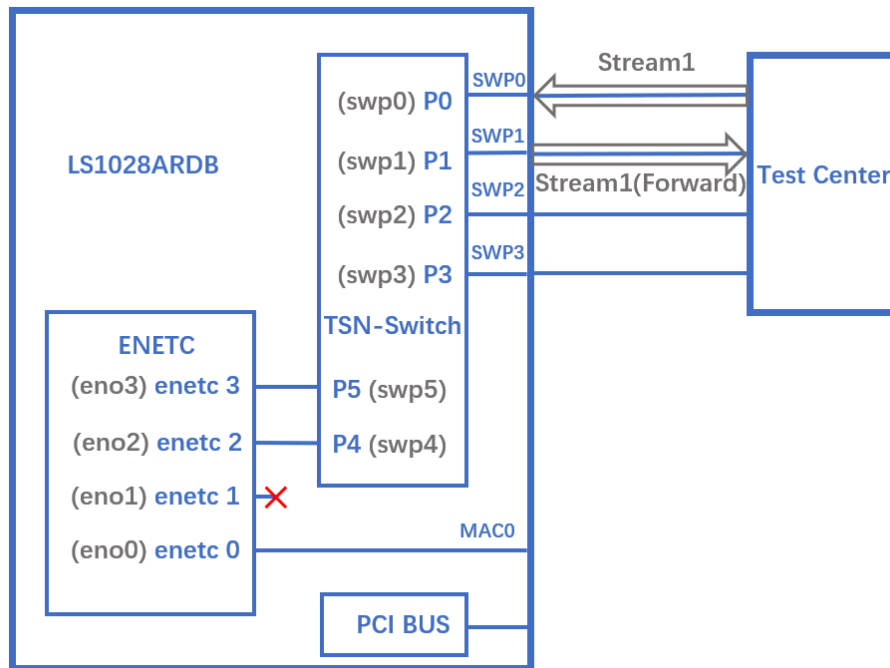 LS1028ARDB
(swp0) P0
(swp1) P1
(swp2) P2
(swp3) P3
TSN-Switch
P5 (swp5)
P4 (swp4)
SWP0
SWP1
SWP2
SWP3
Stream1
Stream1(Forward)
Test Center
ENETC
(eno3) enetc 3
(eno2) enetc 2
(eno1) enetc 1
(eno0) enetc 0
MAC0
PCI BUS